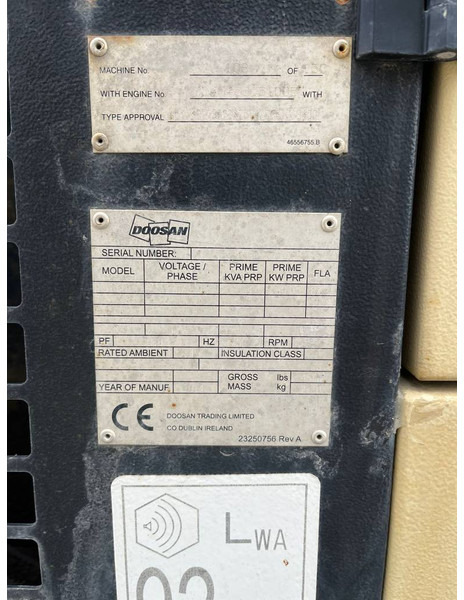 MACHINE No. OF
WITH ENGINE No. WITH
TYPE APPROVAL
46556755.B
DOOSAN
SERIAL NUMBER:
MODEL VOLTAGE / PHASE PRIME KVA PRP PRIME KW PRP FLA
PF HZ RPM
RATED AMBIENT INSULATION CLASS
YEAR OF MANUF. GROSS MASS lbs kg
CE DOOSAN TRADING LIMITED
CO DUBLIN IRELAND
23250756 Rev A
LWA